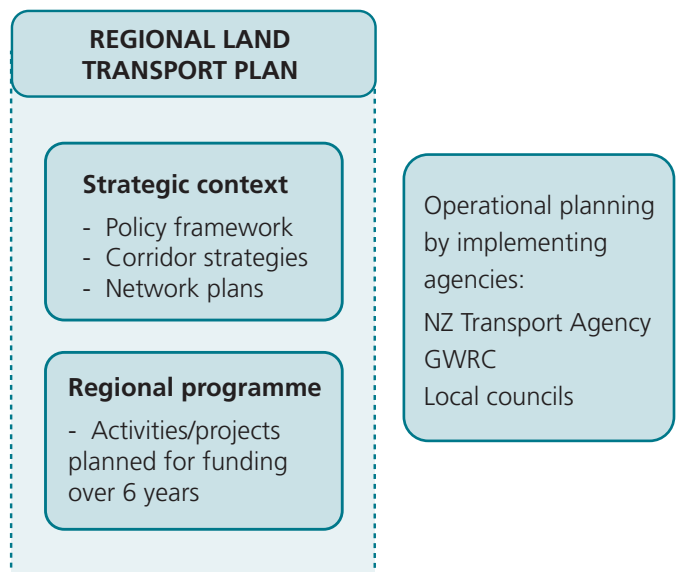 REGIONAL LAND
TRANSPORT PLAN
Strategic context
- Policy framework
- Corridor strategies
- Network plans
Regional programme
- Activities/projects
planned for funding
over 6 years
Operational planning
by implementing
agencies:
NZ Transport Agency
GWRC
Local councils